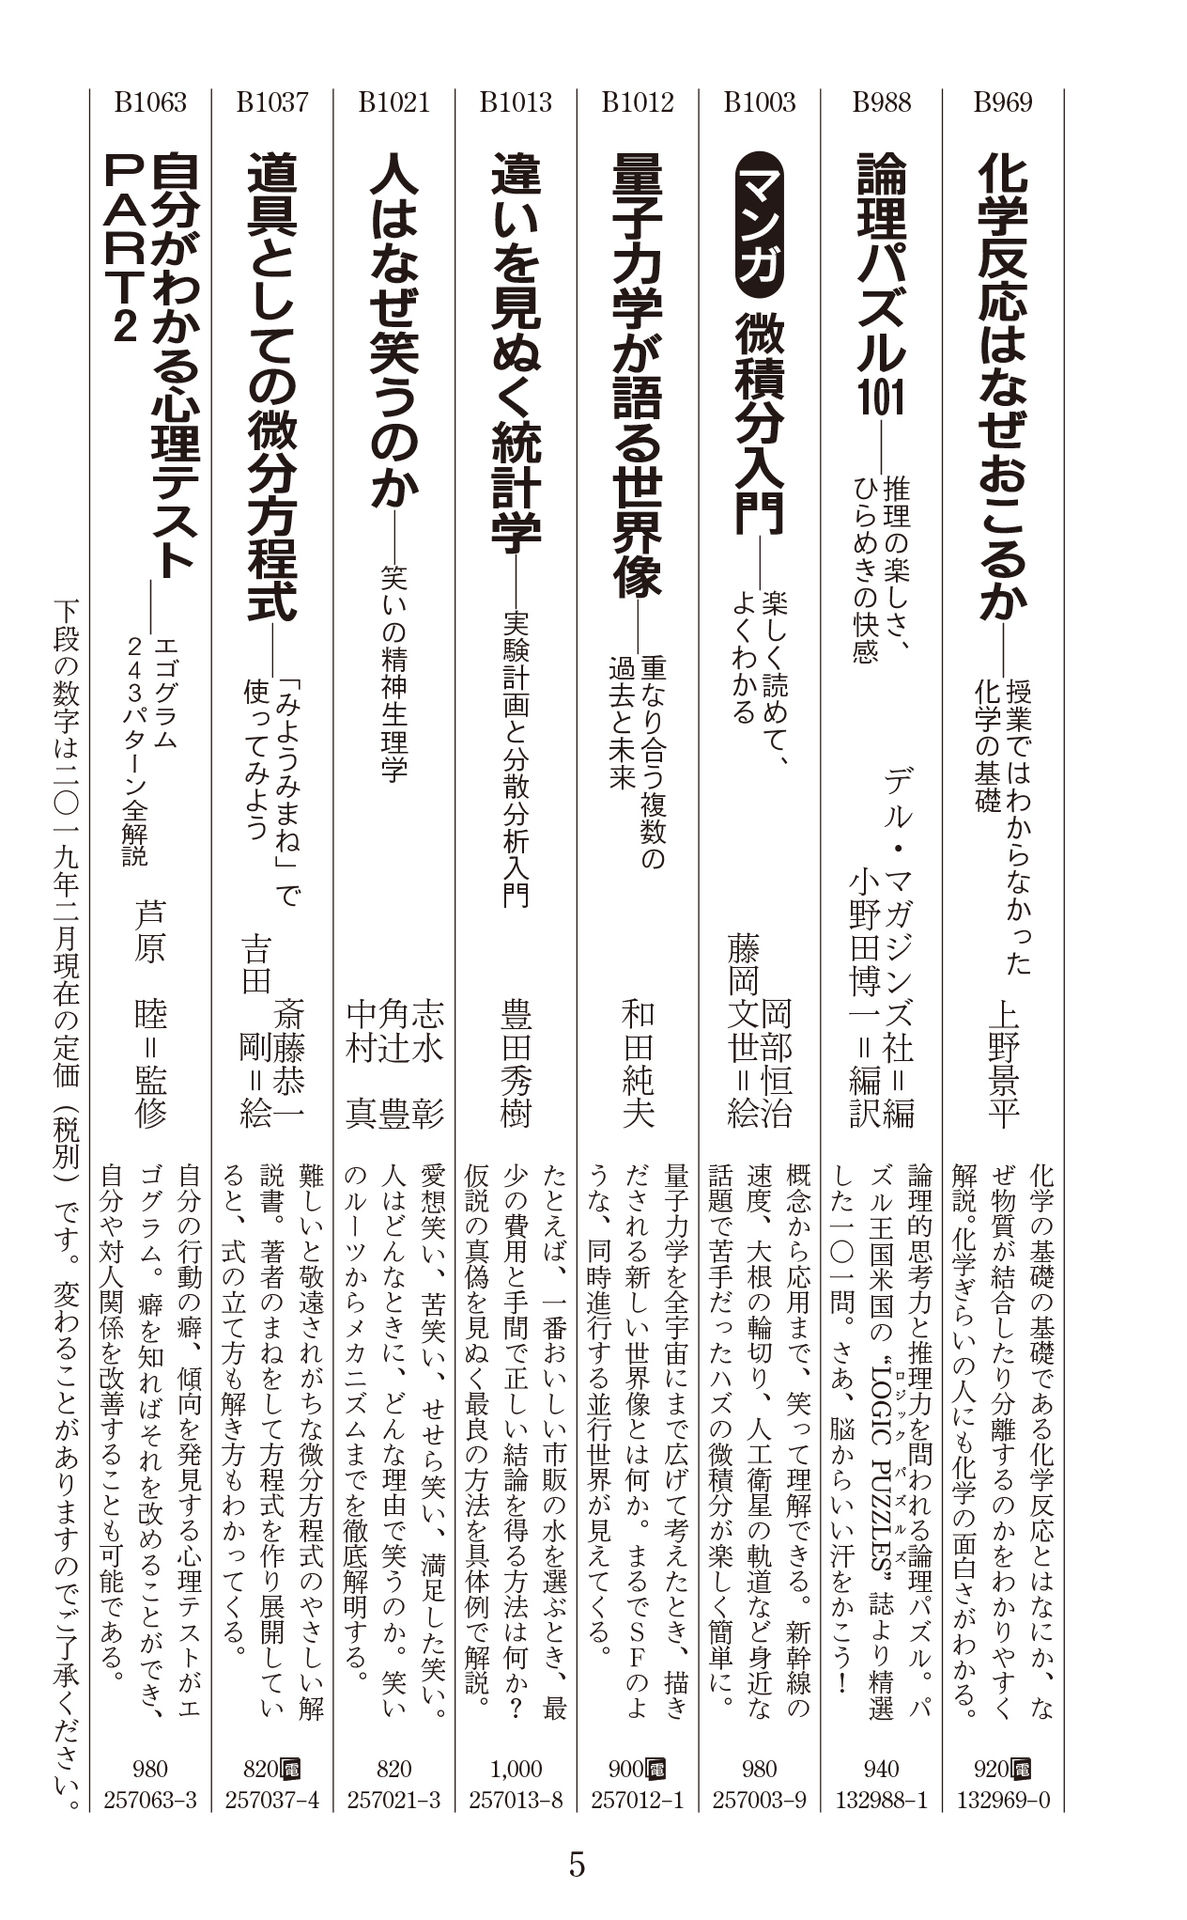 B969
化学反応はなぜおこるか
授業ではわからなかった
化学の基礎
上野景平
化学の基礎の基礎である化学反応とはなにか、な
ぜ物質が結合したり分離するのかをわかりやすく
解説。化学ぎらいの人にも化学の面白さがわかる。
920電
132969-0
B988
論理パズル101
推理の楽しさ、
ひらめきの快感
デル・マガジンズ社＝編
小野田博一＝編訳
論理的思考力と推理力を問われる論理パズル。パ
ズル王国米国の“LOGIC PUZZLES”誌より精選
ロジック パズルズ
した一〇一問。さあ、脳からいい汗をかこう！
940
132988-1
B1003
マンガ 微積分入門
楽しく読めて、
よくわかる
岡部恒治
藤岡文世＝絵
概念から応用まで、笑って理解できる。新幹線の
速度、大根の輪切り、人工衛星の軌道など身近な
話題で苦手だったハズの微積分が楽しく簡単に。
980
257003-9
B1012
量子力学が語る世界像
重なり合う複数の
過去と未来
和田純夫
量子力学を全宇宙にまで広げて考えたとき、描き
だされる新しい世界像とは何か。まるでＳＦのよ
うな、同時進行する並行世界が見えてくる。
900電
257012-1
B1013
違いを見ぬく統計学
実験計画と分散分析入門
豊田秀樹
たとえば、一番おいしい市販の水を選ぶとき、最
少の費用と手間で正しい結論を得る方法は何か？
仮説の真偽を見ぬく最良の方法を具体例で解説。
1,000
257013-8
B1021
人はなぜ笑うのか
笑いの精神生理学
志水　彰
角辻　豊
中村　真
愛想笑い、苦笑い、せせら笑い、満足した笑い。
人はどんなときに、どんな理由で笑うのか。笑い
のルーツからメカニズムまでを徹底解明する。
820
257021-3
B1037
道具としての微分方程式
「みようみまね」で
使ってみよう
斎藤恭一
吉田　剛＝絵
難しいと敬遠されがちな微分方程式のやさしい解
説書。著者のまねをして方程式を作り展開してい
ると、式の立て方も解き方もわかってくる。
820電
257037-4
B1063
自分がわかる心理テスト
ＰＡＲＴ2
エゴグラム
２４３パターン全解説
芦原　睦＝監修
自分の行動の癖、傾向を発見する心理テストがエ
ゴグラム。癖を知ればそれを改めることができ、
自分や対人関係を改善することも可能である。
980
257063-3
下段の数字は二〇一九年二月現在の定価（税別）です。変わることがありますのでご了承ください。
5